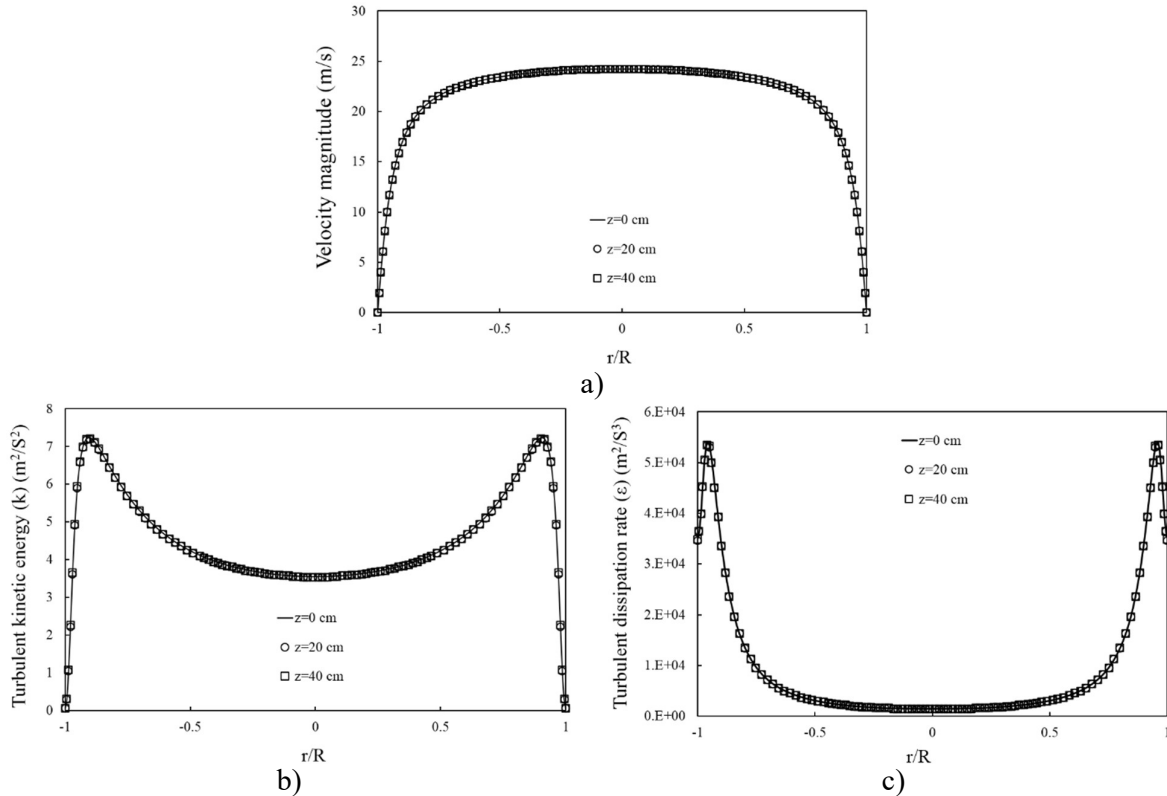 30
25
20
15
10
5
0
Velocity magnitude (m/s)
z=0 cm
z=20 cm
z=40 cm
-1 -0.5 0 0.5 1
r/R
a)
8
7
6
5
4
3
2
1
0
Turbulent kinetic energy (k) (m²/S²)
z=0 cm
z=20 cm
z=40 cm
-1 -0.5 0 0.5 1
r/R
b)
6.E+04
5.E+04
4.E+04
3.E+04
2.E+04
1.E+04
0.E+00
Turbulent dissipation rate (ε) (m²/S³)
z=0 cm
z=20 cm
z=40 cm
-1 -0.5 0 0.5 1
r/R
c)